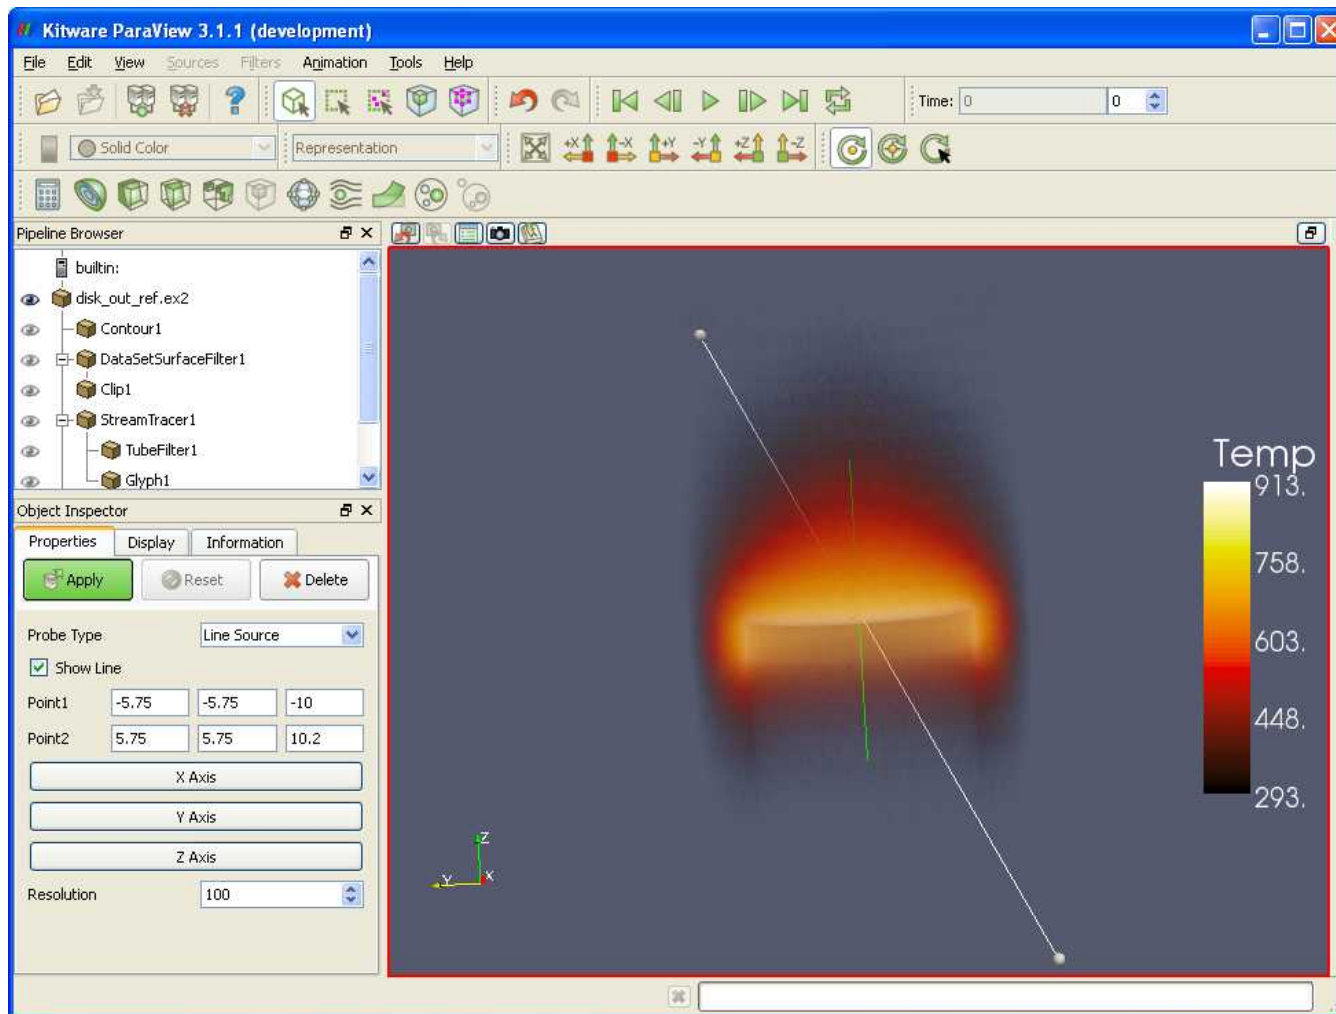 Kitware ParaView 3.1.1 (development)
File Edit View Sources Filters Animation Tools Help
Time: 0 0
Solid Color Representation +X -X +Y -Y +Z -Z
Pipeline Browser
builtin:
disk_out_ref.ex2
Contour1
DataSetSurfaceFilter1
Clip1
StreamTracer1
TubeFilter1
Glyph1
Object Inspector
Properties Display Information
Apply Reset Delete
Probe Type Line Source
Show Line
Point1 -5.75 -5.75 -10
Point2 5.75 5.75 10.2
X Axis
Y Axis
Z Axis
Resolution 100
Temp
913.
758.
603.
448.
293.
Z
Y X